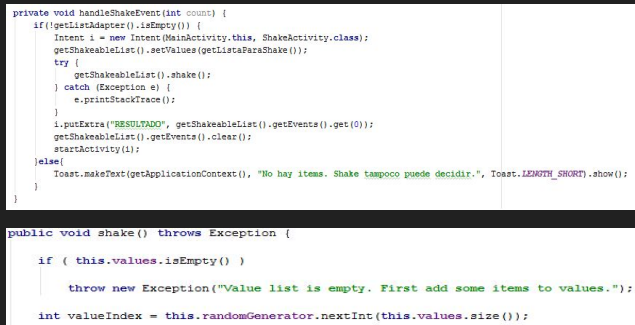 private void handleShakeEvent(int count) {
if(!getListAdapter().isEmpty()) {
Intent i = new Intent(MainActivity.this, ShakeActivity.class);
getShakeableList().setValues(getListaParaShake());
try {
getShakeableList().shake();
} catch (Exception e) {
e.printStackTrace();
}
i.putExtra("RESULTADO", getShakeableList().getEvents().get(0));
getShakeableList().getEvents().clear();
startActivity(i);
}else{
Toast.makeText(getApplicationContext(), "No hay items. Shake tampoco puede decidir.", Toast.LENGTH_SHORT).show();
}
}
public void shake() throws Exception {
if ( this.values.isEmpty() )
throw new Exception("Value list is empty. First add some items to values.");
int valueIndex = this.randomGenerator.nextInt(this.values.size());